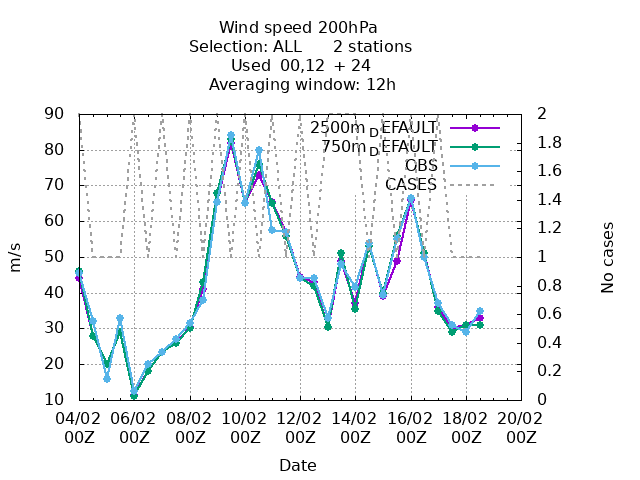 Wind speed 200hPa
Selection: ALL 2 stations
Used 00,12 + 24
Averaging window: 12h
90
80
70
60
50
40
30
20
10
2
1.8
1.6
1.4
1.2
1
0.8
0.6
0.4
0.2
0
2500m DEFAULT
750m DEFAULT
OBS
CASES
m/s
No cases
04/02 06/02 08/02 10/02 12/02 14/02 16/02 18/02 20/02
00Z 00Z 00Z 00Z 00Z 00Z 00Z 00Z 00Z
Date